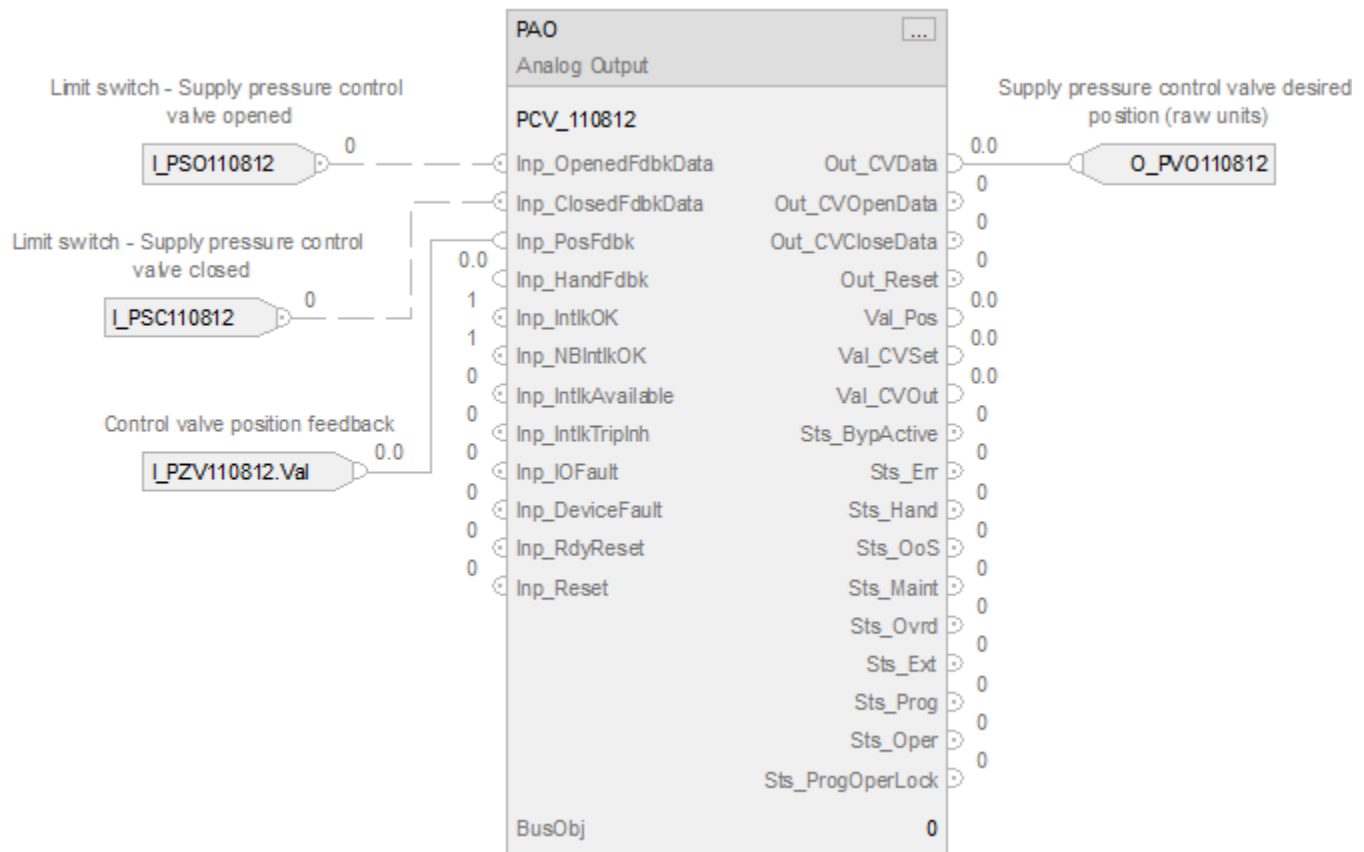 PAO
...
Analog Output
Limit switch - Supply pressure control
valve opened
Supply pressure control valve desired
position (raw units)
PCV_110812
I_PSO110812
0
Inp_OpenedFdbkData
Out_CVData
0.0
O_PVO110812
Inp_ClosedFdbkData
Out_CVOpenData
0
Limit switch - Supply pressure control
valve closed
Inp_PosFdbk
Out_CVCloseData
0
I_PSC110812
0
0.0
Inp_HandFdbk
Out_Reset
0
1
Inp_IntlkOK
Val_Pos
0.0
1
Inp_NBIntlkOK
Val_CVSet
0.0
0
Inp_IntlkAvailable
Val_CVOut
0.0
Control valve position feedback
0
Inp_IntlkTripInh
Sts_BypActive
0
I_PZV110812.Val
0.0
0
Inp_IOFault
Sts_Err
0
0
Inp_DeviceFault
Sts_Hand
0
0
Inp_RdyReset
Sts_OoS
0
0
Inp_Reset
Sts_Maint
0
Sts_Ovrd
0
Sts_Ext
0
Sts_Prog
0
Sts_Oper
0
Sts_ProgOperLock
0
BusObj
0